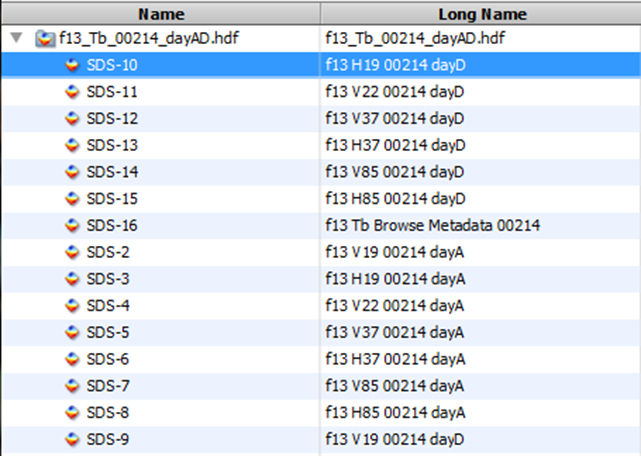 Name Long Name
f13_Tb_00214_dayAD.hdf f13_Tb_00214_dayAD.hdf
SDS-10 f13 H19 00214 dayD
SDS-11 f13 V22 00214 dayD
SDS-12 f13 V37 00214 dayD
SDS-13 f13 H37 00214 dayD
SDS-14 f13 V85 00214 dayD
SDS-15 f13 H85 00214 dayD
SDS-16 f13 Tb Browse Metadata 00214
SDS-2 f13 V19 00214 dayA
SDS-3 f13 H19 00214 dayA
SDS-4 f13 V22 00214 dayA
SDS-5 f13 V37 00214 dayA
SDS-6 f13 H37 00214 dayA
SDS-7 f13 V85 00214 dayA
SDS-8 f13 H85 00214 dayA
SDS-9 f13 V19 00214 dayD